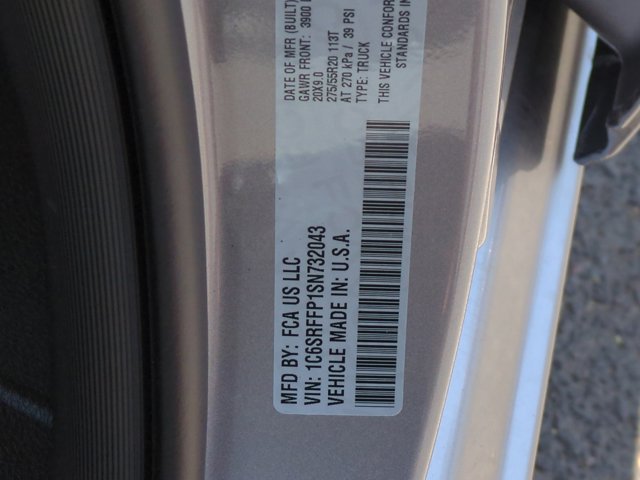 MFD BY: FCA US LLC
DATE OF MFR (BUILT)
GAWR FRONT: 3900
20X9.0
275/55R20 113T
AT 270 kPa / 39 PSI
TYPE: TRUCK
VIN: 1C6SRFFP1SN732043
VEHICLE MADE IN: U.S.A.
THIS VEHICLE CONFOR
STANDARDS IN